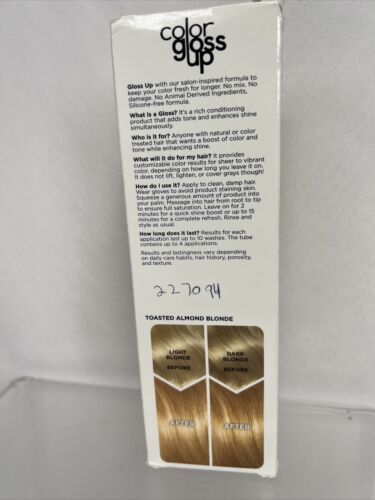 color
gloss
up
Gloss Up with our salon-inspired formula to
keep your color fresh for longer. No mix. No
damage. No Animal Derived Ingredients,
Silicone-free formula.
What is a Gloss? It's a rich conditioning
product that adds tone and enhances shine
simultaneously.
Who is it for? Anyone with natural or color
treated hair that wants a boost of color and
tone while enhancing shine.
What will it do for my hair? It provides
customizable color results for sheer to vibrant
color, depending on how long you leave it on.
It does not lift, lighten, or cover grays though!
How do I use it? Apply to clean, damp hair.
Wear gloves to avoid product staining skin.
Squeeze a generous amount of product into
your palm. Massage into hair from root to tip
to ensure full saturation. Leave on for 2
minutes for a quick shine boost or up to 15
minutes for a complete refresh. Rinse and
style as usual.
How long does it last? Results for each
application last up to 10 washes. The tube
contains up to 4 applications.
Results and lastingness vary depending
on daily care habits, hair history, porosity,
and texture.
227094
TOASTED ALMOND BLONDE
LIGHT
BLONDE
BEFORE
AFTER
DARK
BLONDE
BEFORE
AFTER